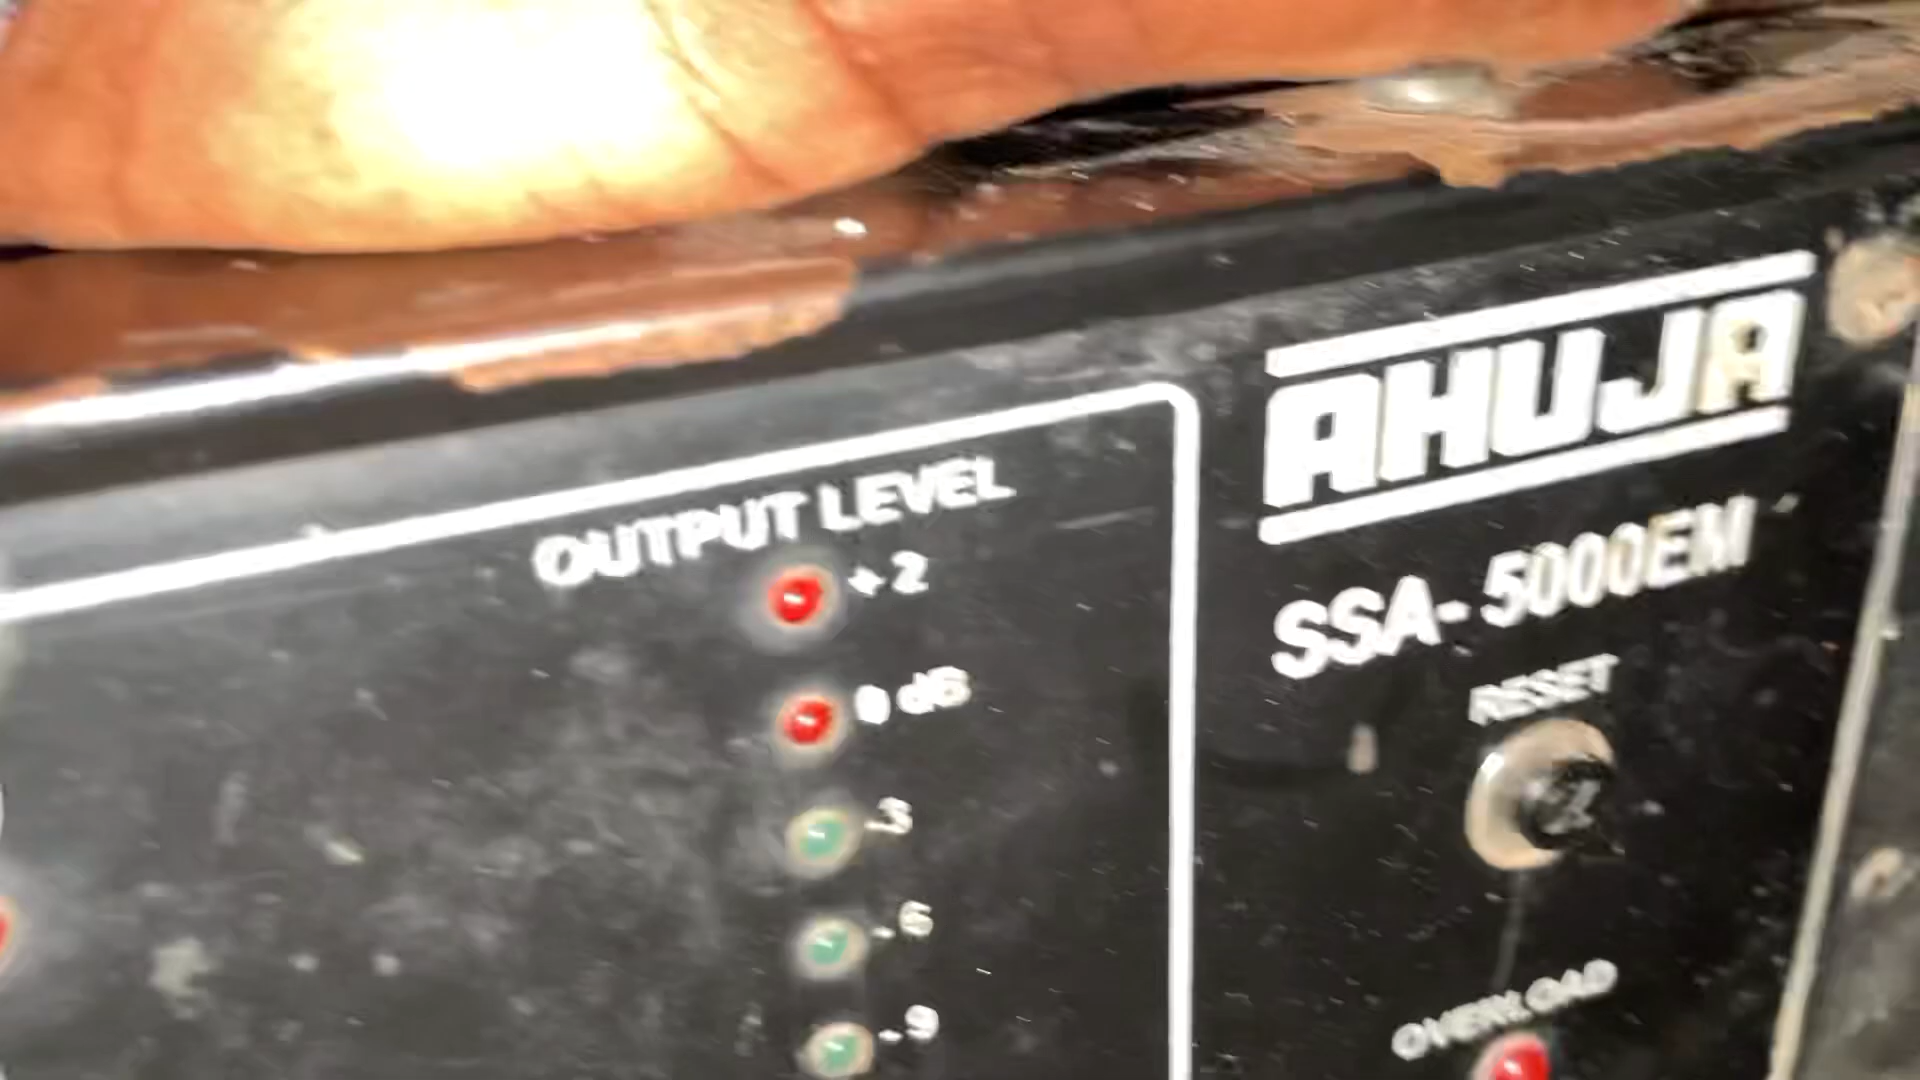 AHUJA
SSA-5000EM
OUTPUT LEVEL
+2
0 dB
-3
-6
-9
RESET
OVERLOAD